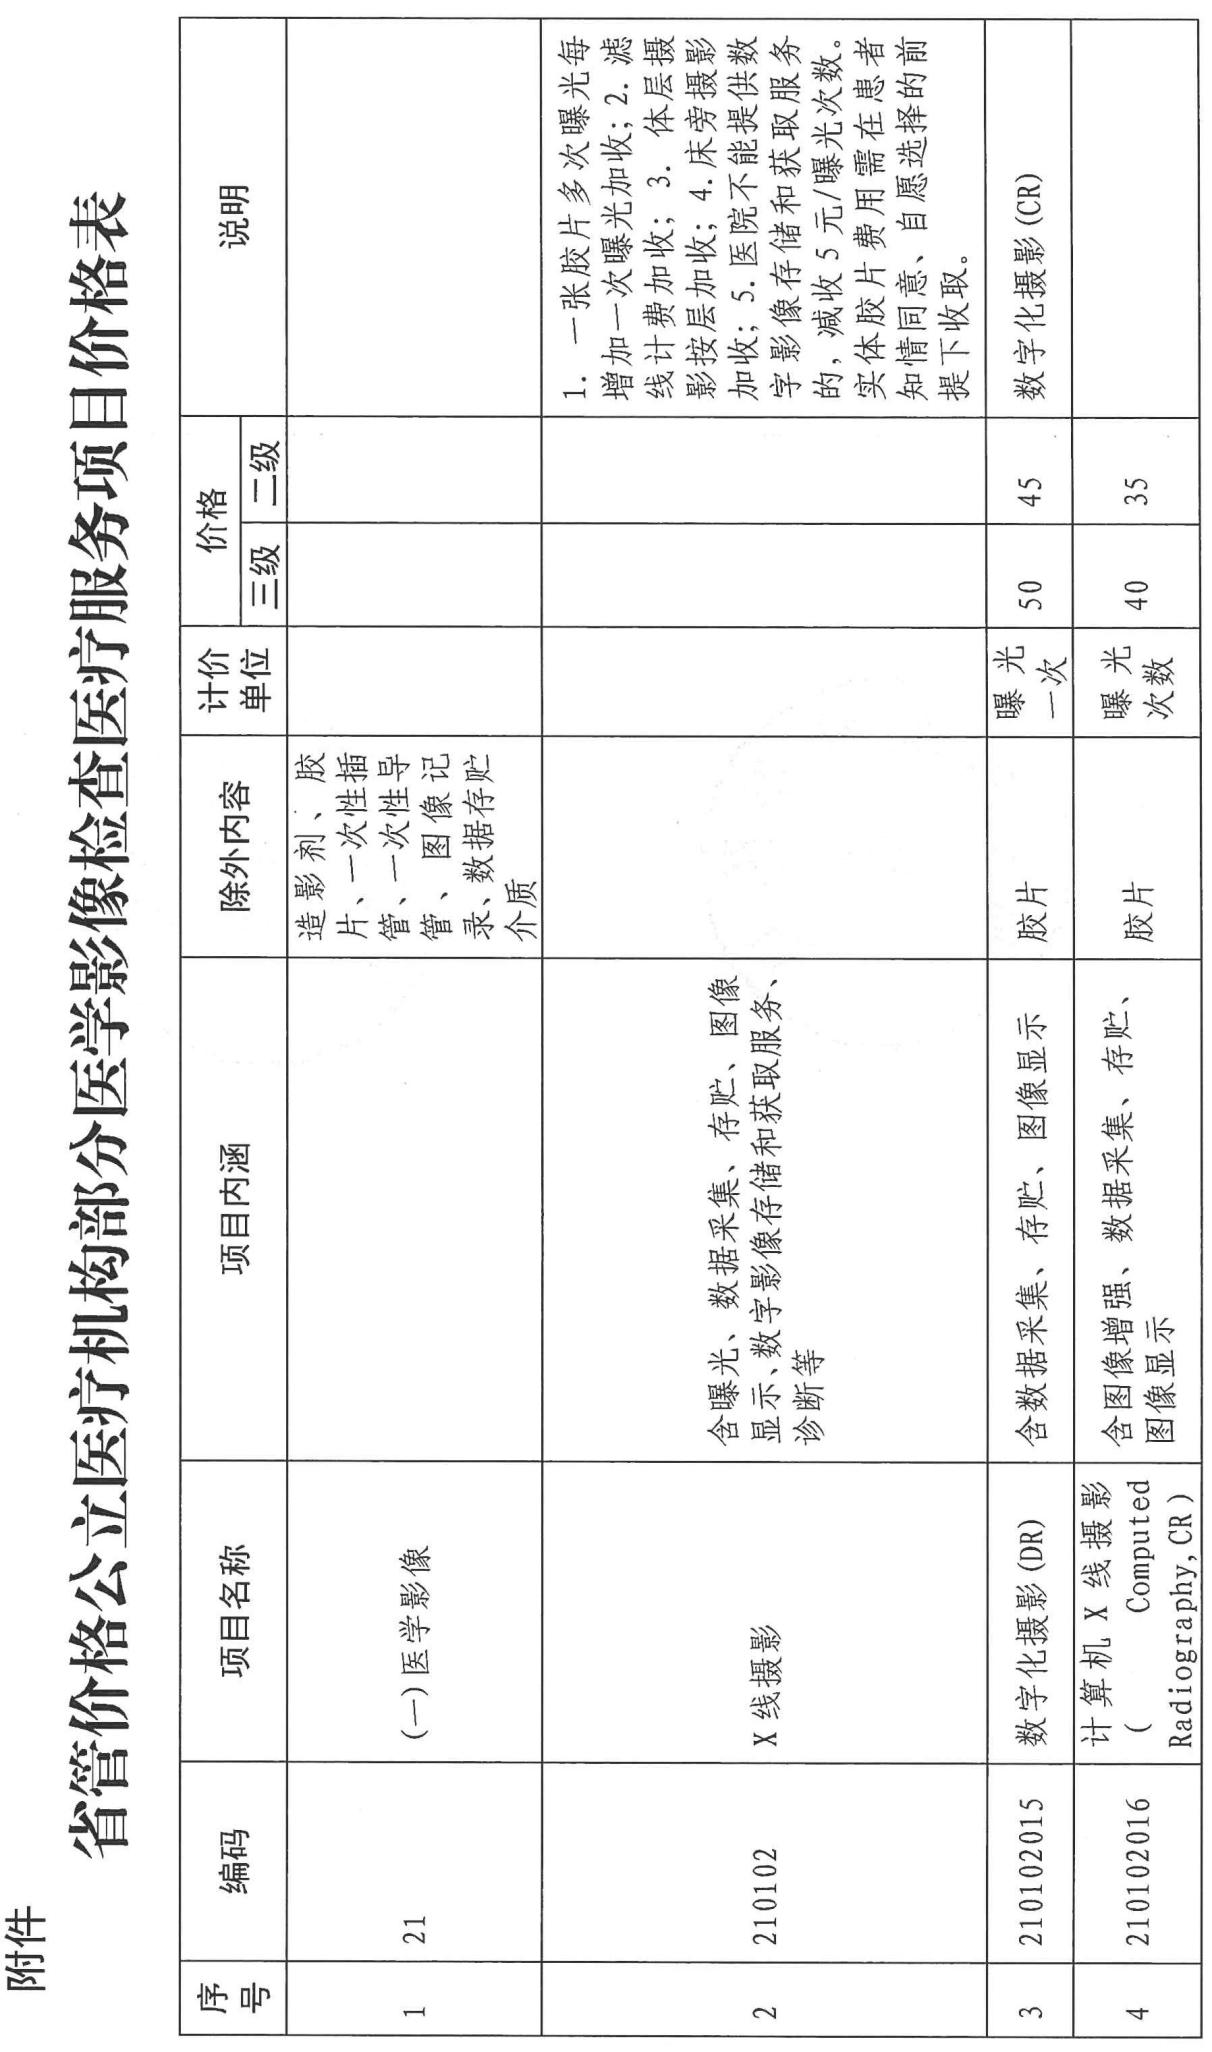 附件
省管价格公立医疗机构部分医学影像检查医疗服务项目价格表
序号
编码
项目名称
项目内涵
除外内容
计价单位
价格
三级
二级
说明
1
21
(一)医学影像
造影剂、胶
片、一次性插
管、一次性导
管、图像记
录、数据存贮
介质
2
210102
X 线摄影
含曝光、数据采集、存贮、图像
显示、数字影像存储和获取服务、
诊断等
1. 一张胶片多次曝光每
增加一次曝光加收；2. 滤
线计费加收；3. 体层摄
影按层加收；4.床旁摄影
加收；5.医院不能提供数
字影像存储和获取服务
的，减收 5 元/曝光次数。
实体胶片费用需在患者
知情同意、自愿选择的前
提下收取。
3
210102015
数字化摄影(DR)
含数据采集、存贮、图像显示
胶片
曝光
一次
50
45
数字化摄影(CR)
4
210102016
计算机 X 线摄影
( Computed
Radiography,CR)
含图像增强、数据采集、存贮、
图像显示
胶片
曝光
次数
40
35